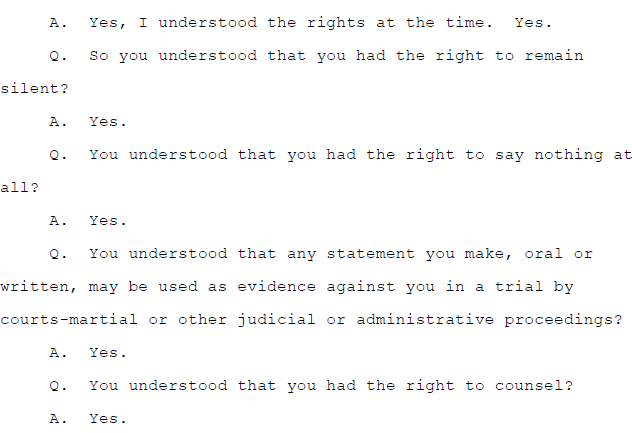 A. Yes, I understood the rights at the time. Yes.
Q. So you understood that you had the right to remain
silent?
A. Yes.
Q. You understood that you had the right to say nothing at
all?
A. Yes.
Q. You understood that any statement you make, oral or
written, may be used as evidence against you in a trial by
courts-martial or other judicial or administrative proceedings?
A. Yes.
Q. You understood that you had the right to counsel?
A. Yes.